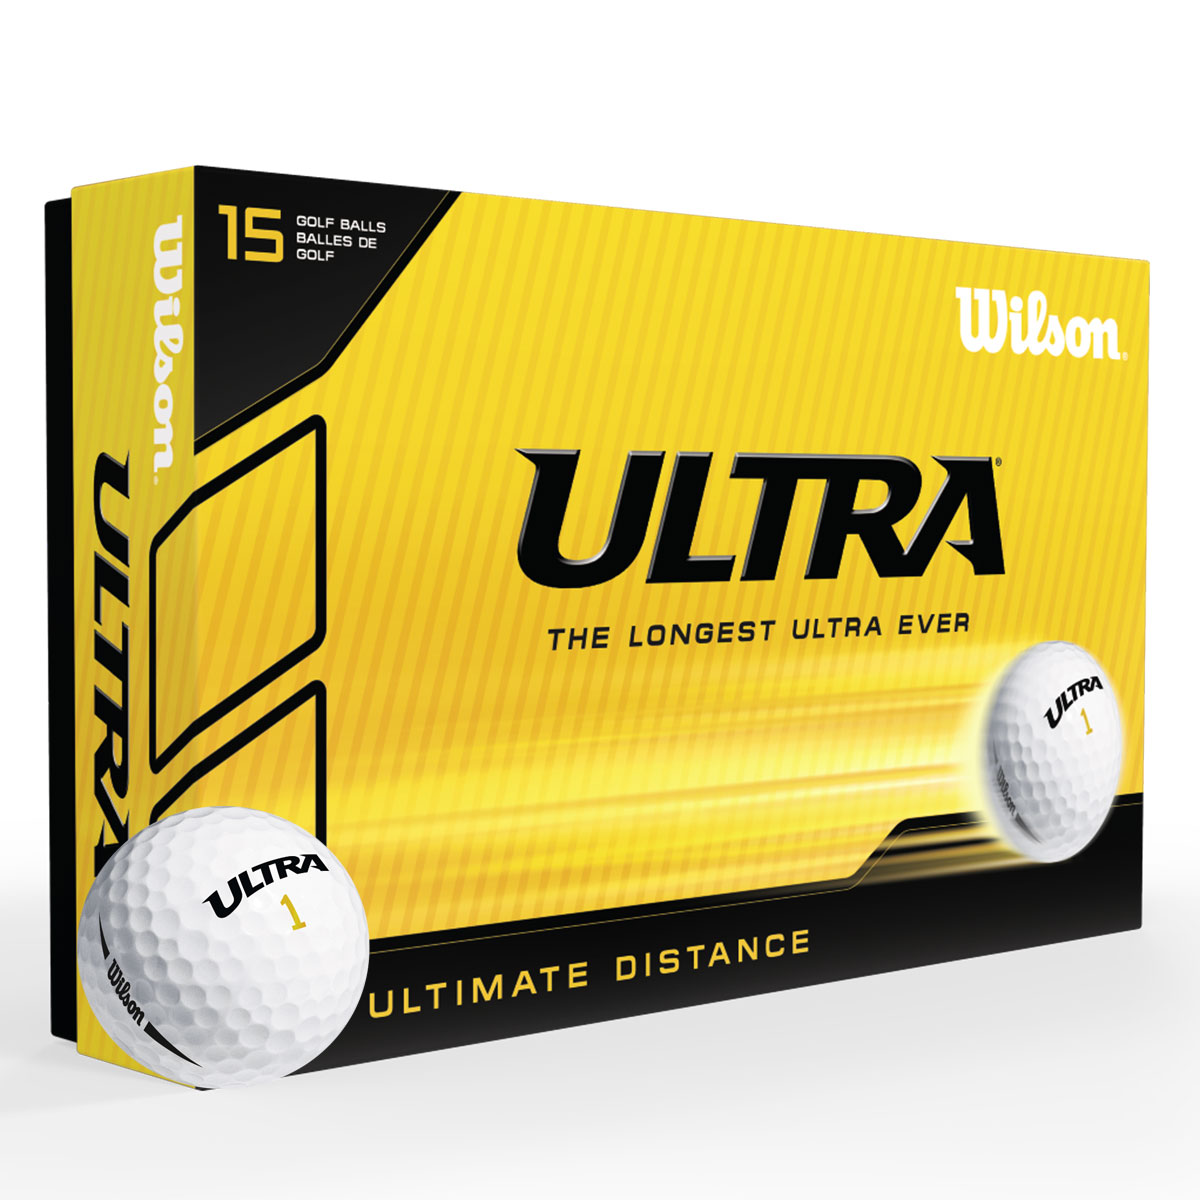 15
GOLF BALLS
BALLES DE
GOLF
Wilson®
ULTRA®
THE LONGEST ULTRA EVER
ULTRA
1
Wilson
ULTIMATE DISTANCE
Wilson®
ULTRA
ULTRA
1
Wilson